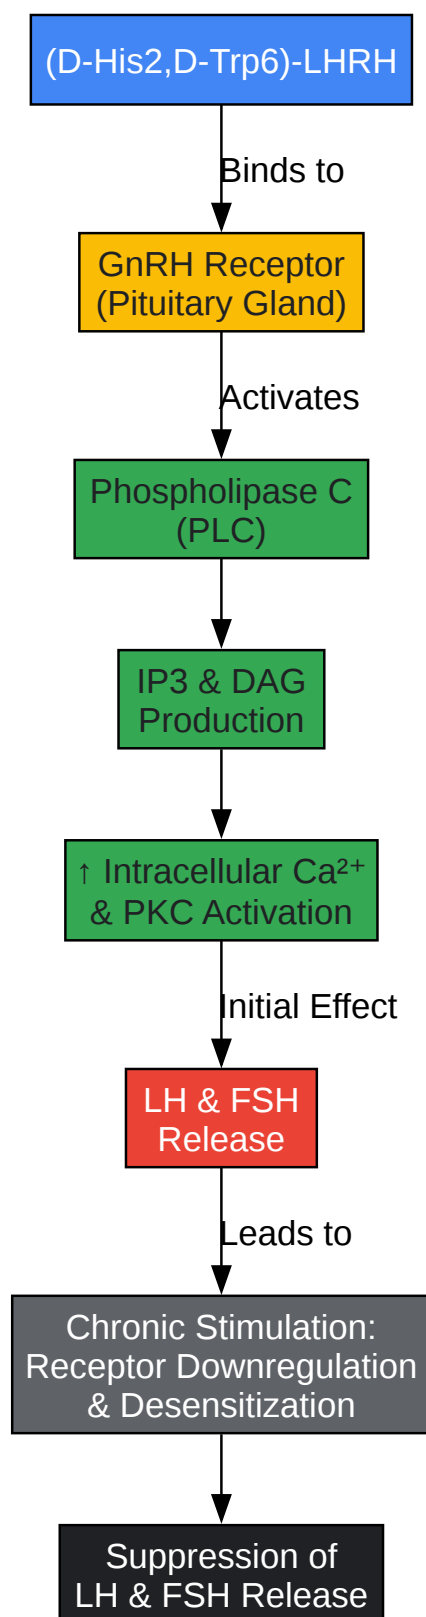 (D-His2,D-Trp6)-LHRH
Binds to
GnRH Receptor
(Pituitary Gland)
Activates
Phospholipase C
(PLC)
IP3 & DAG
Production
↑ Intracellular Ca²⁺
& PKC Activation
Initial Effect
LH & FSH
Release
Leads to
Chronic Stimulation:
Receptor Downregulation
& Desensitization
Suppression of
LH & FSH Release